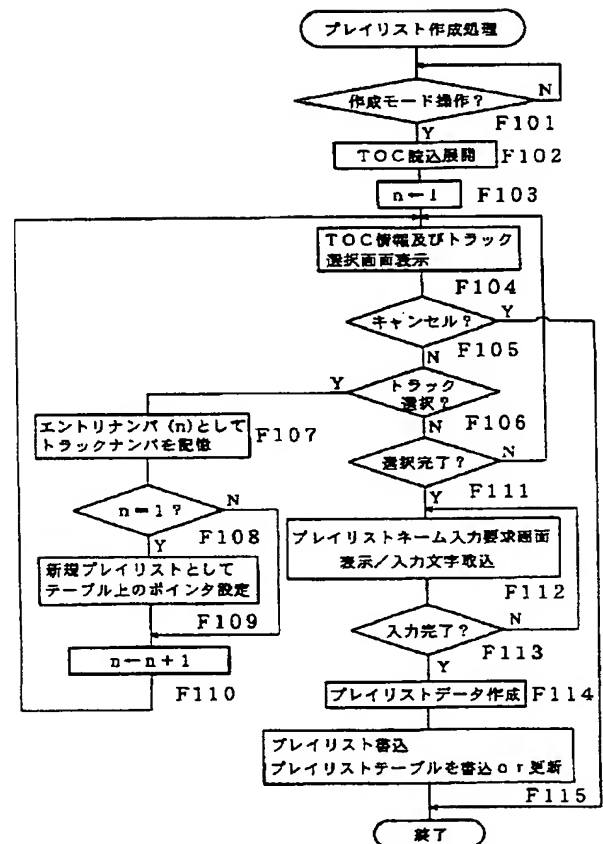 プレイリスト作成処理
N
作成モード操作?
F101
Y
TOC読込展開
F102
n←1
F103
TOC情報及びトラック
選択画面表示
F104
Y
キャンセル?
F105
N
Y
トラック
選択?
F106
エントリナンバ(n)として
トラックナンバを記憶
F107
N
選択完了?
N
F111
Y
n=1?
N
F108
Y
プレイリストネーム入力要求画面
表示/入力文字取込
F112
新規プレイリストとして
テーブル上のポインタ設定
F109
入力完了?
N
F113
Y
n←n+1
F110
プレイリストデータ作成
F114
プレイリスト書込
プレイリストテーブルを書込or更新
F115
終了